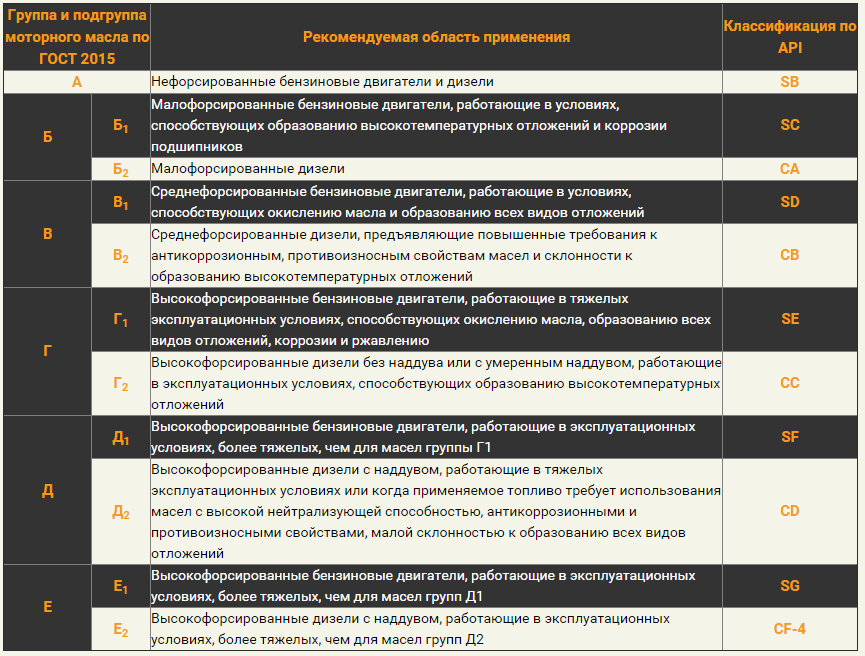 Группа и подгруппа
моторного масла по
ГОСТ 2015
Рекомендуемая область применения
Классификация по
API
А
Нефорсированные бензиновые двигатели и дизели
SB
Б
Б1
Малофорсированные бензиновые двигатели, работающие в условиях,
способствующих образованию высокотемпературных отложений и коррозии
подшипников
SC
Б2
Малофорсированные дизели
CA
В
В1
Среднефорсированные бензиновые двигатели, работающие в условиях,
способствующих окислению масла и образованию всех видов отложений
SD
В2
Среднефорсированные дизели, предъявляющие повышенные требования к
антикоррозионным, противоизносным свойствам масел и склонности к
образованию высокотемпературных отложений
CB
Г
Г1
Высокофорсированные бензиновые двигатели, работающие в тяжелых
эксплуатационных условиях, способствующих окислению масла, образованию всех
видов отложений, коррозии и ржавлению
SE
Г2
Высокофорсированные дизели без наддува или с умеренным наддувом, работающие
в эксплуатационных условиях, способствующих образованию высокотемпературных
отложений
CC
Д
Д1
Высокофорсированные бензиновые двигатели, работающие в эксплуатационных
условиях, более тяжелых, чем для масел группы Г1
SF
Д2
Высокофорсированные дизели с наддувом, работающие в тяжелых
эксплуатационных условиях или когда применяемое топливо требует использования
масел с высокой нейтрализующей способностью, антикоррозионными и
противоизносными свойствами, малой склонностью к образованию всех видов
отложений
CD
Е
Е1
Высокофорсированные бензиновые двигатели, работающие в эксплуатационных
условиях, более тяжелых, чем для масел групп Д1
SG
Е2
Высокофорсированные дизели с наддувом, работающие в эксплуатационных
условиях, более тяжелых, чем для масел групп Д2
CF-4